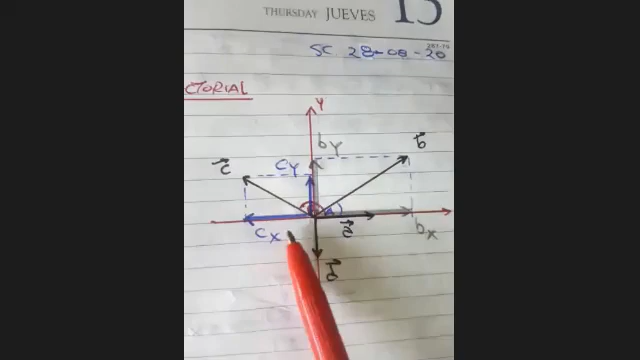 THURSDAY JUEVES 15
SC 28-08-20
CTORIAL
Y
b⃗
by
c⃗
cy
cx
a⃗
bx
d⃗